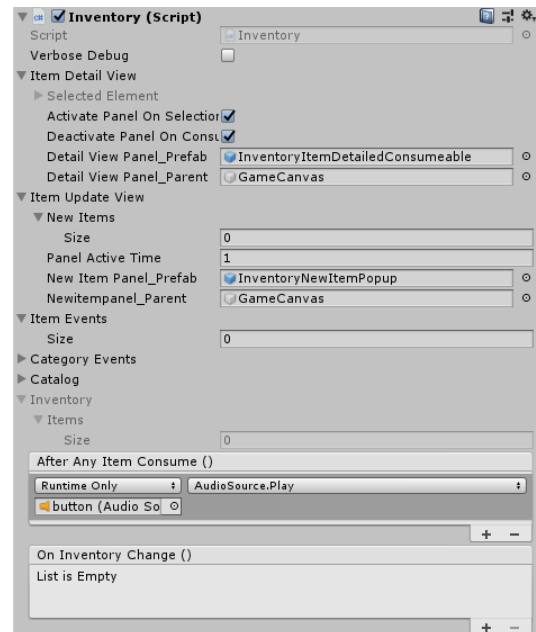 Inventory (Script)
Script Inventory
Verbose Debug
Item Detail View
Selected Element
Activate Panel On Selection
Deactivate Panel On Consu
Detail View Panel_Prefab InventoryItemDetailedConsumeable
Detail View Panel_Parent GameCanvas
Item Update View
New Items
Size 0
Panel Active Time 1
New Item Panel_Prefab InventoryNewItemPopup
Newitempanel_Parent GameCanvas
Item Events
Size 0
Category Events
Catalog
Inventory
Items
Size 0
After Any Item Consume ()
Runtime Only AudioSource.Play
button (Audio So
+ −
On Inventory Change ()
List is Empty
+ −